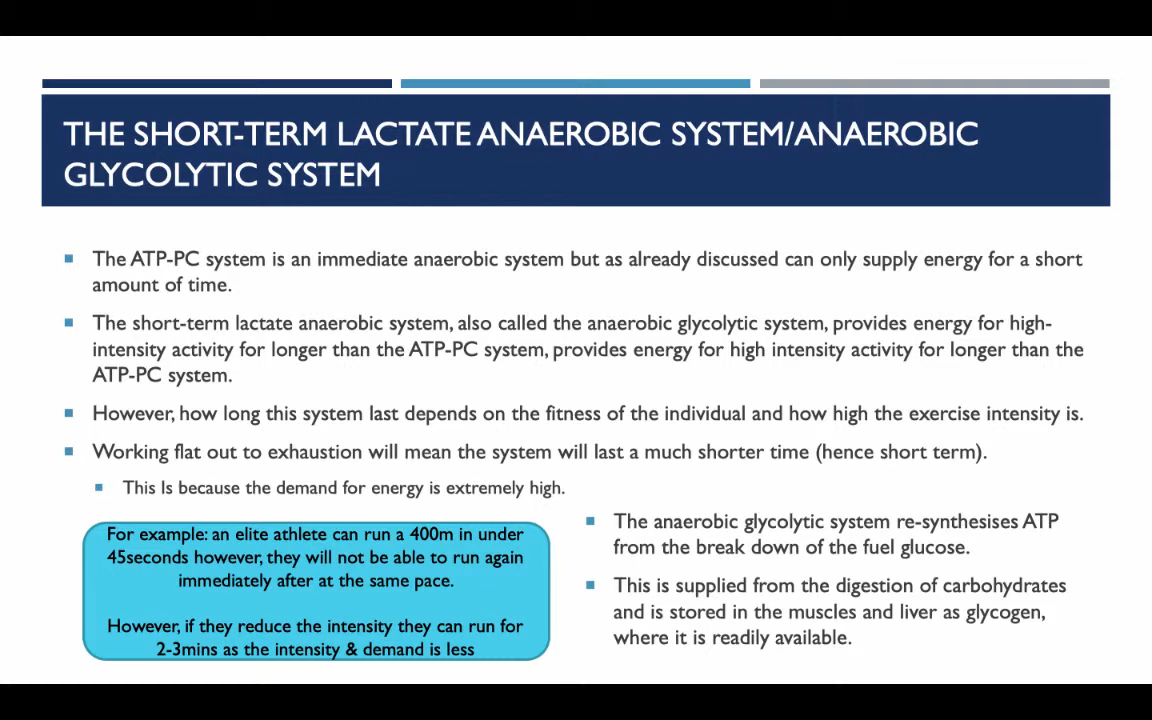 THE SHORT-TERM LACTATE ANAEROBIC SYSTEM/ANAEROBIC
GLYCOLYTIC SYSTEM
The ATP-PC system is an immediate anaerobic system but as already discussed can only supply energy for a short
amount of time.
The short-term lactate anaerobic system, also called the anaerobic glycolytic system, provides energy for high-
intensity activity for longer than the ATP-PC system, provides energy for high intensity activity for longer than the
ATP-PC system.
However, how long this system last depends on the fitness of the individual and how high the exercise intensity is.
Working flat out to exhaustion will mean the system will last a much shorter time (hence short term).
This Is because the demand for energy is extremely high.
For example: an elite athlete can run a 400m in under
45seconds however, they will not be able to run again
immediately after at the same pace.
However, if they reduce the intensity they can run for
2-3mins as the intensity & demand is less
The anaerobic glycolytic system re-synthesises ATP
from the break down of the fuel glucose.
This is supplied from the digestion of carbohydrates
and is stored in the muscles and liver as glycogen,
where it is readily available.